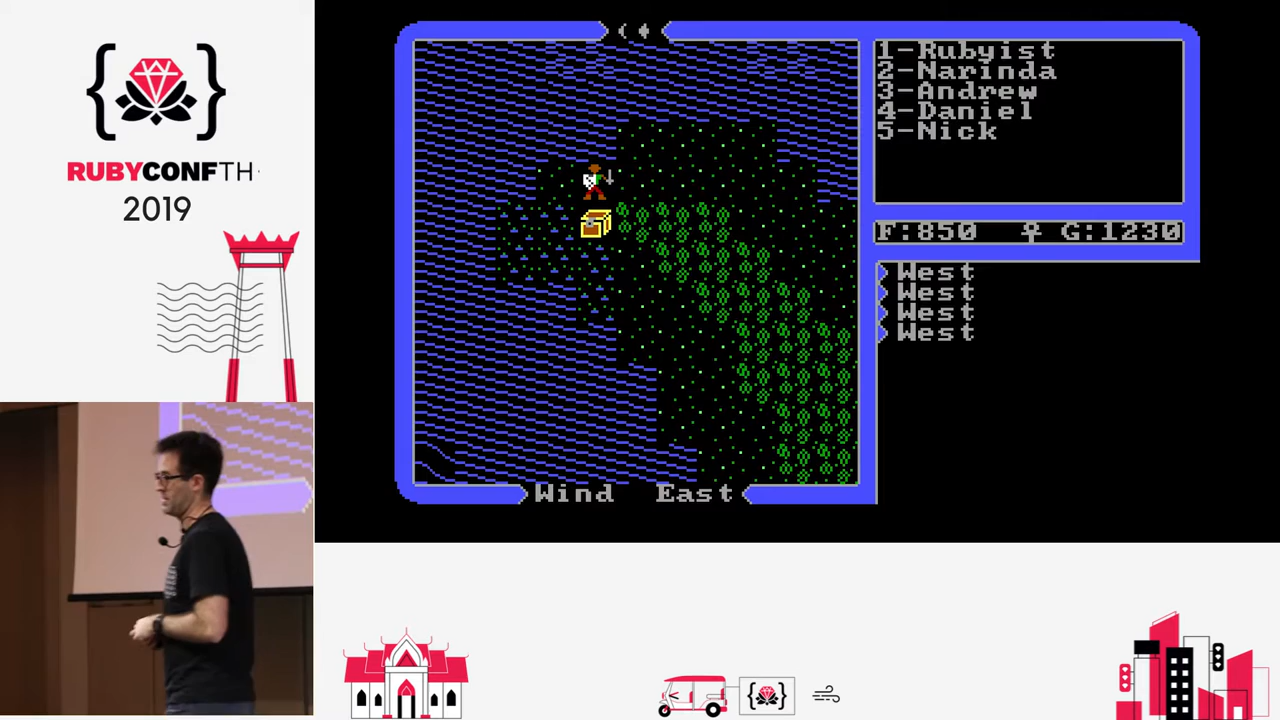 RUBYCONFTH
2019
1-Rubyist
2-Narinda
3-Andrew
4-Daniel
5-Nick
F:850 G:1230
West
West
West
West
Wind East